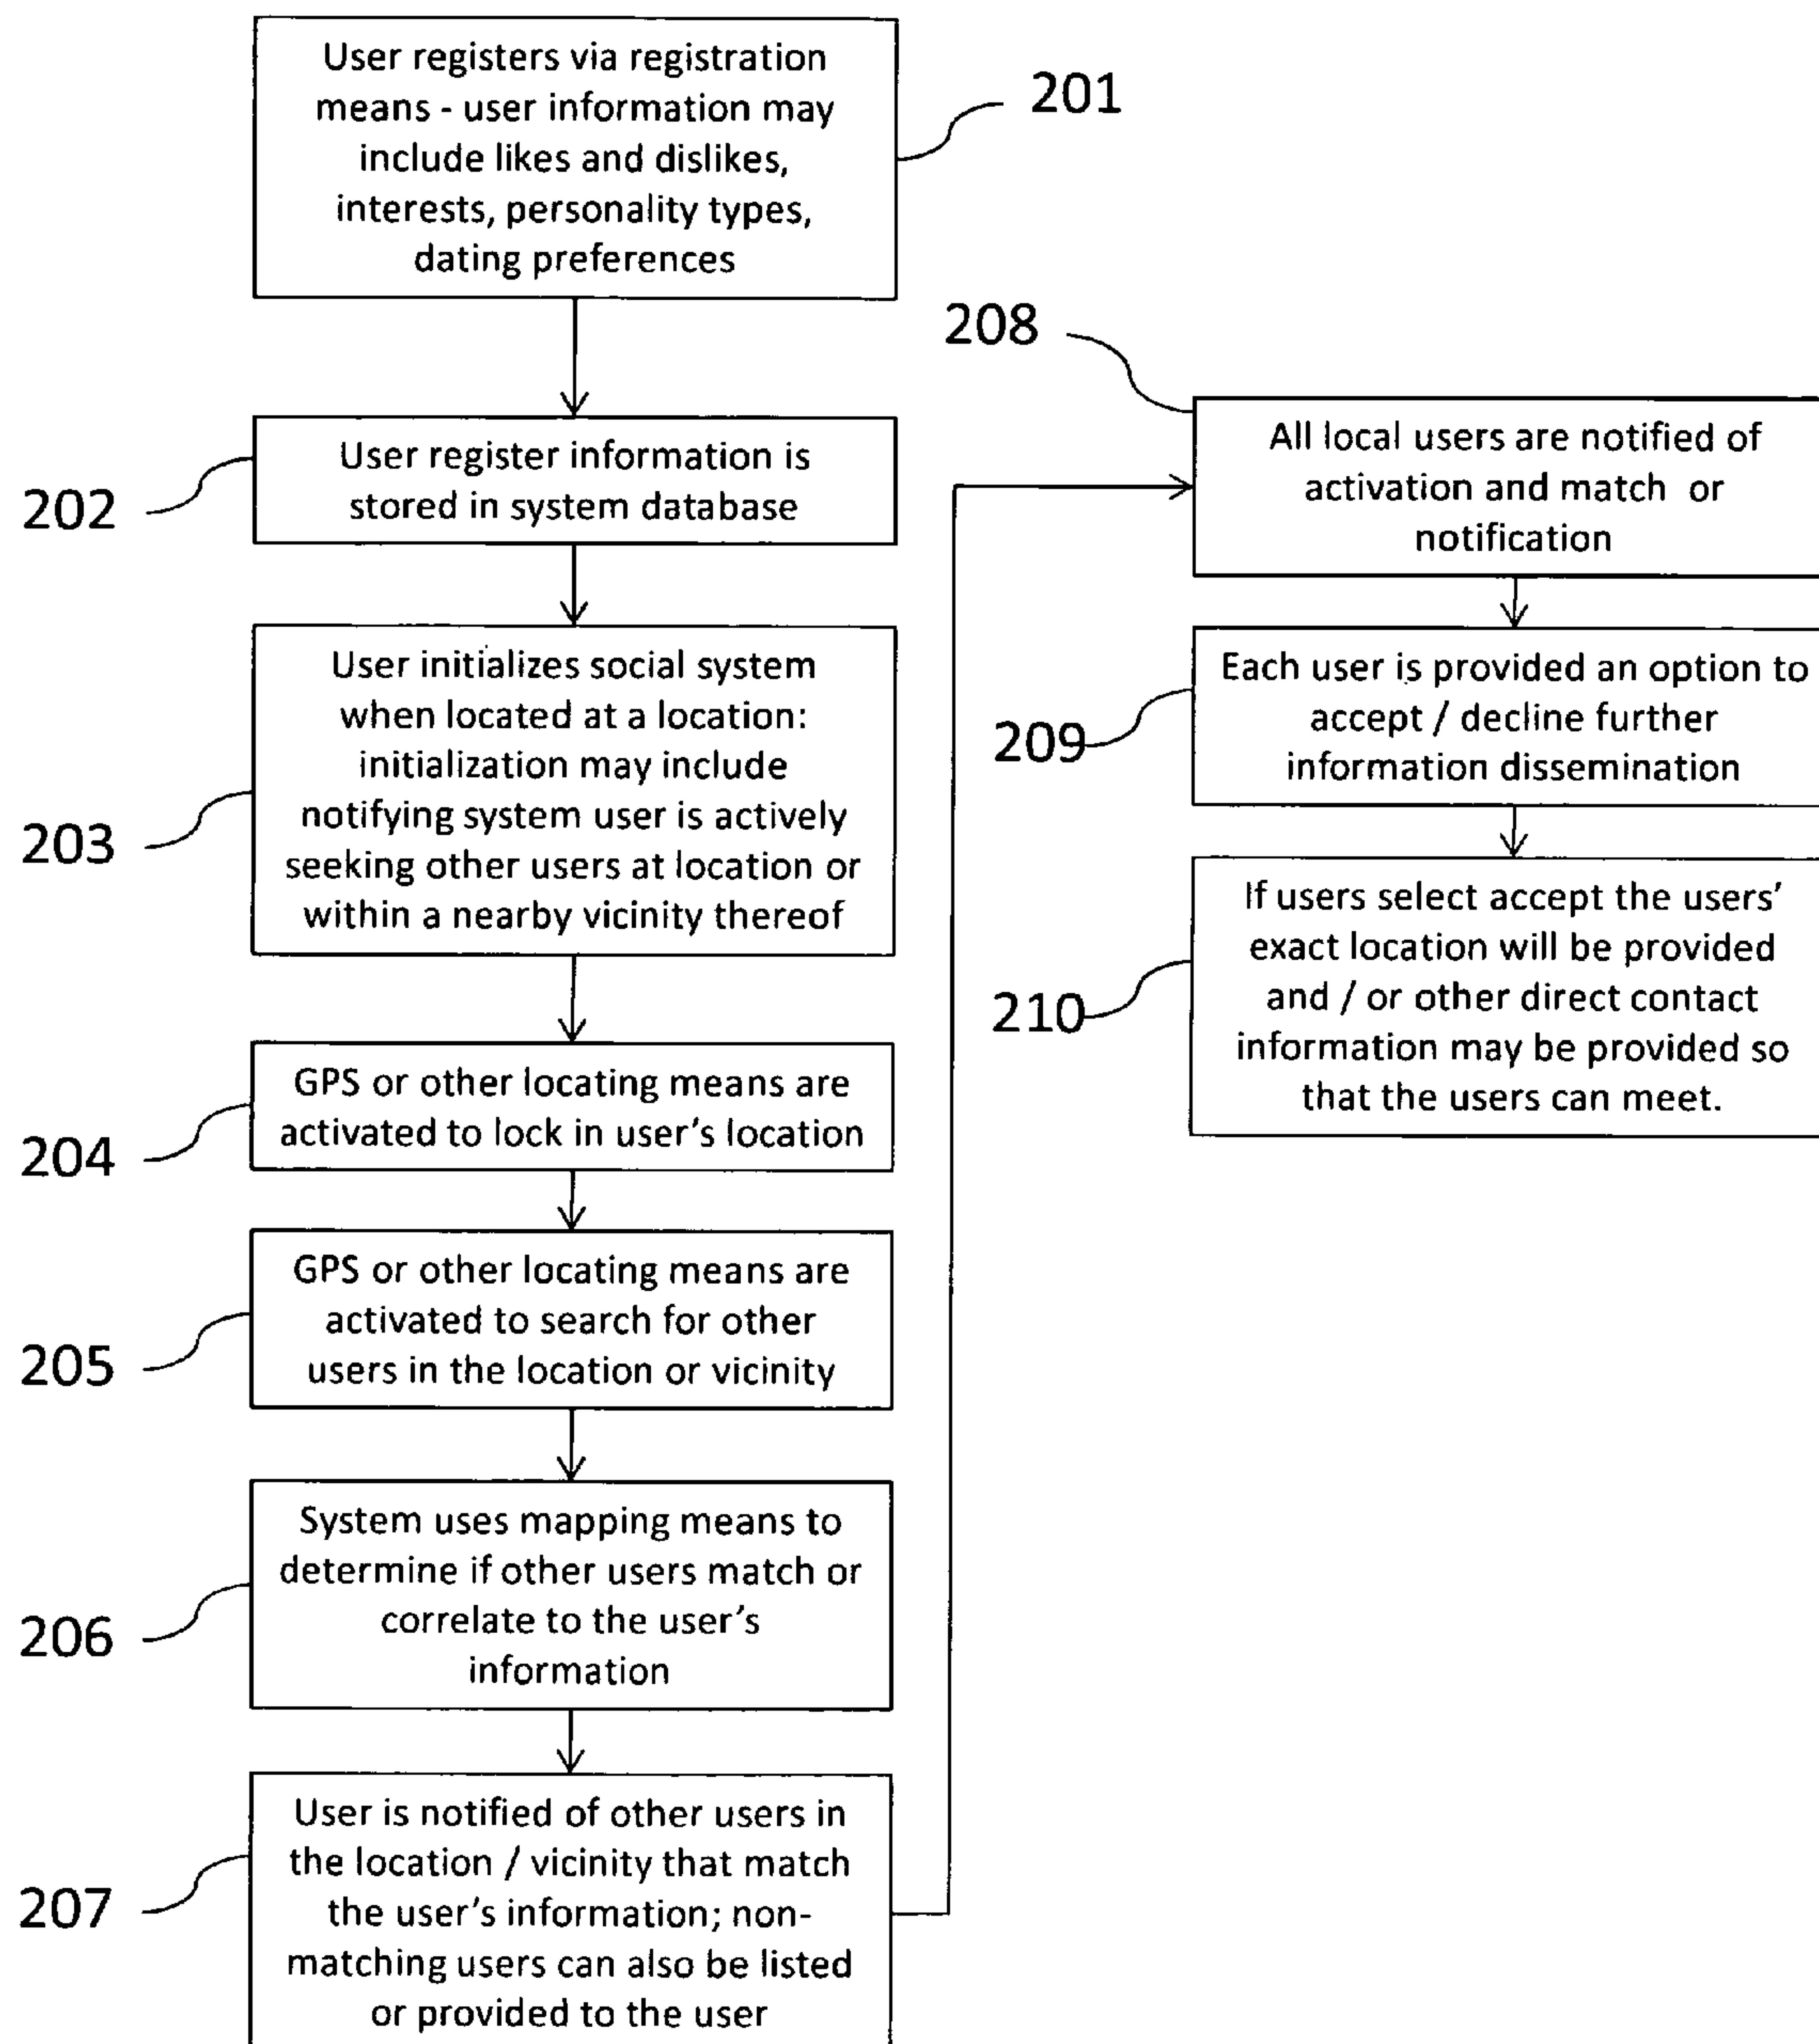 User registers via registration
means - user information may
include likes and dislikes,
interests, personality types,
dating preferences
201
User register information is
stored in system database
202
User initializes social system
when located at a location:
initialization may include
notifying system user is actively
seeking other users at location or
within a nearby vicinity thereof
203
GPS or other locating means are
activated to lock in user's location
204
GPS or other locating means are
activated to search for other
users in the location or vicinity
205
System uses mapping means to
determine if other users match or
correlate to the user's
information
206
User is notified of other users in
the location / vicinity that match
the user's information; non-
matching users can also be listed
or provided to the user
207
208
All local users are notified of
activation and match or
notification
Each user is provided an option to
accept / decline further
information dissemination
209
If users select accept the users'
exact location will be provided
and / or other direct contact
information may be provided so
that the users can meet.
210